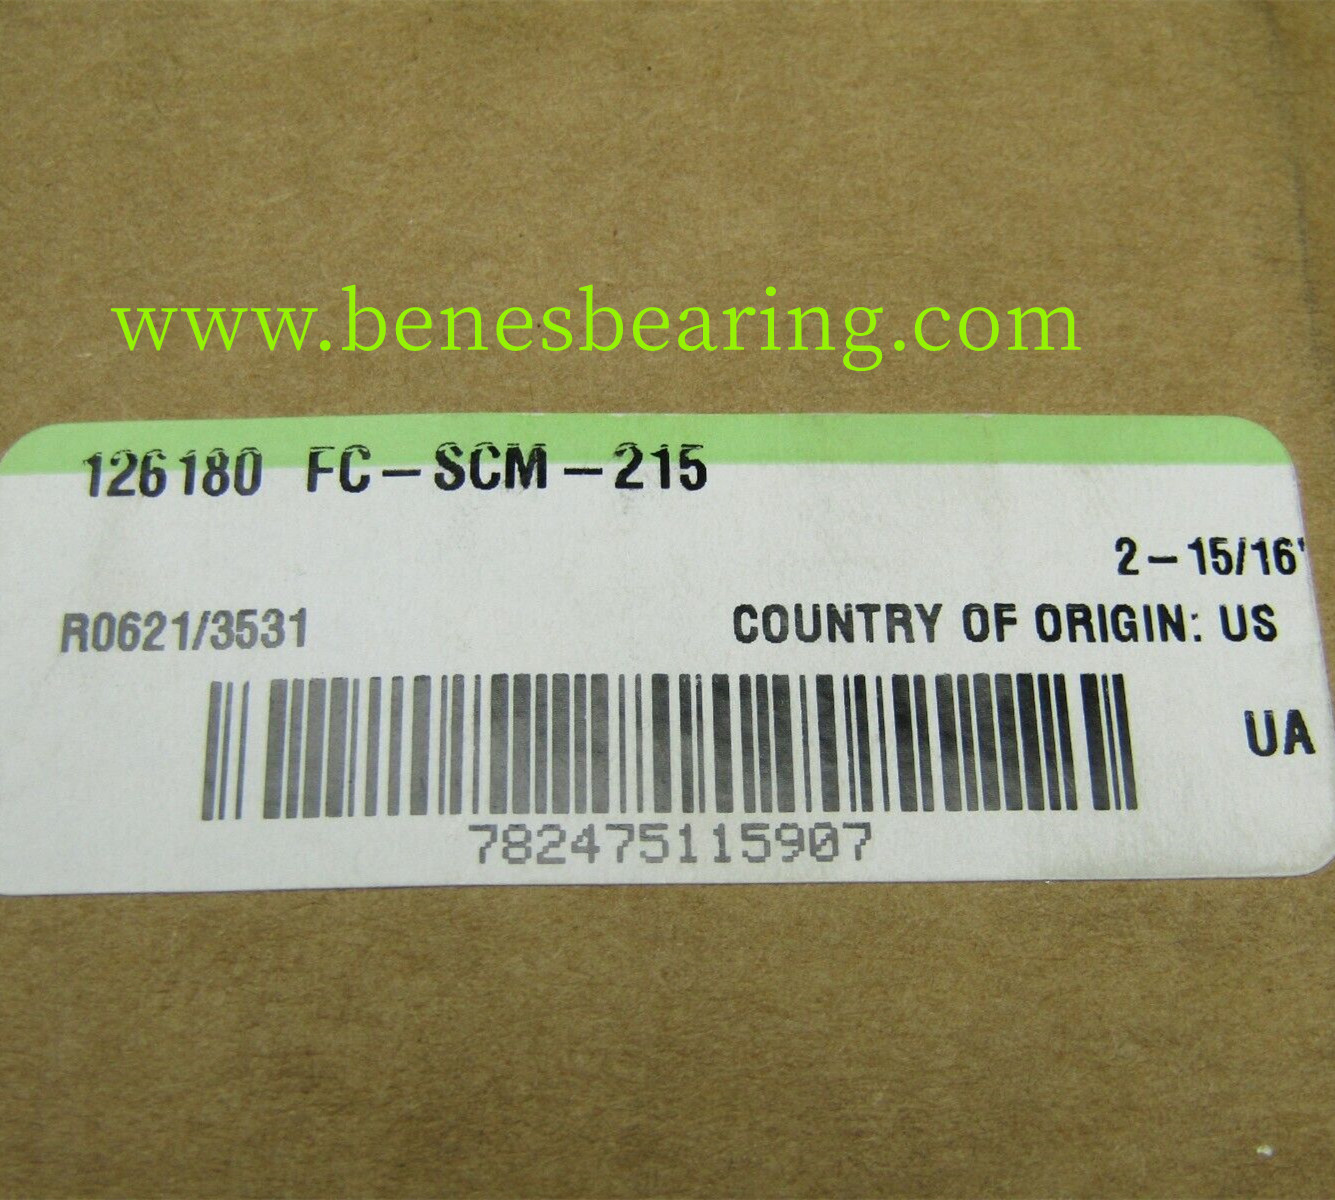 www.benesbearing.com
126180 FC-SCM-215
2-15/16"
R0621/3531 COUNTRY OF ORIGIN: US
UA
782475115907